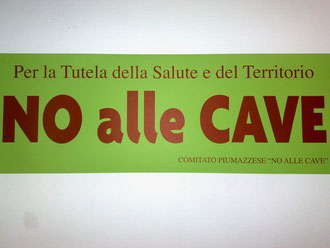 Per la Tutela della Salute e del Territorio
NO alle CAVE
COMITATO PIUMAZZESE "NO ALLE CAVE"